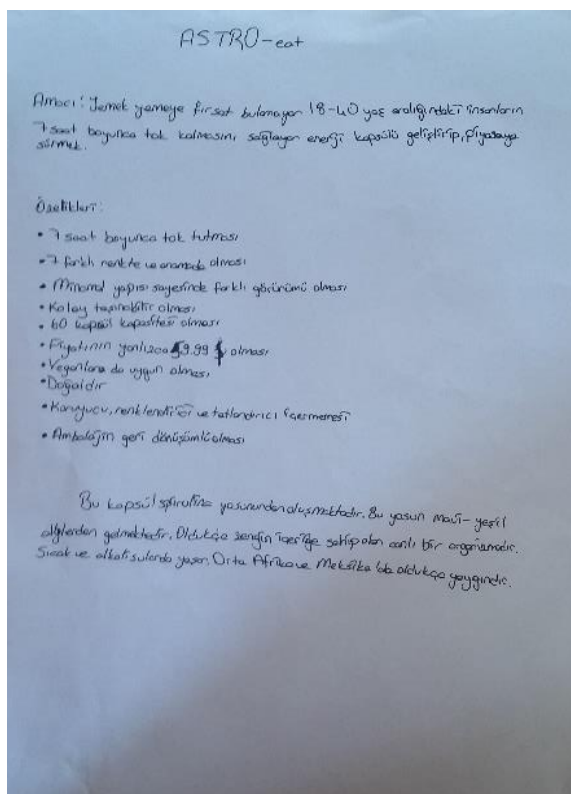 ASTRO-eat
Amacı: Yemek yemeye fırsat bulamayan 18-40 yaş aralığındaki insanların
7 saat boyunca tok kalmasını sağlayan enerji kapsülü geliştirip, piyasaya
sürmek.
Özelikleri:
• 7 saat boyunca tok tutması
• 7 farklı renkte ve aromada olması
• Minimal yapısı sayesinde farklı görünümü olması
• Kolay taşınabilir olması
• 60 kapsül kapasitesi olması
• Fiyatının yanlızca 59.99 $ olması
• Veganlara da uygun olması
• Doğaldır
• Koruyucu, renklendirici ve tatlandırıcı içermemesi
• Ambalajın geri dönüşümlü olması
Bu kapsül spirulina yosunundan oluşmaktadır. Bu yosun mavi-yeşil
alglerden gelmektedir. Oldukça zengin içeriğe sahip olan canlı bir organizmadır.
Sıcak ve alkali sularda yaşar. Orta Afrika ve Meksika'da oldukça yaygındır.